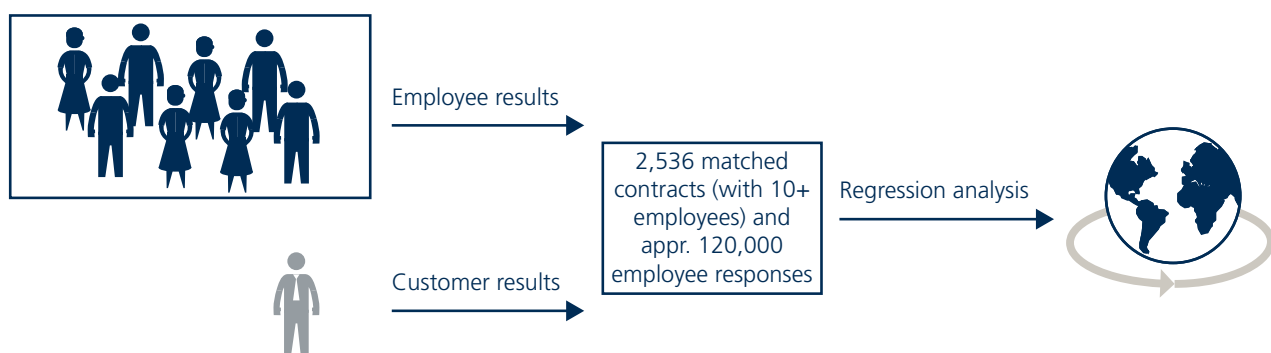 Employee results
Customer results
2,536 matched
contracts (with 10+
employees) and
appr. 120,000
employee responses
Regression analysis